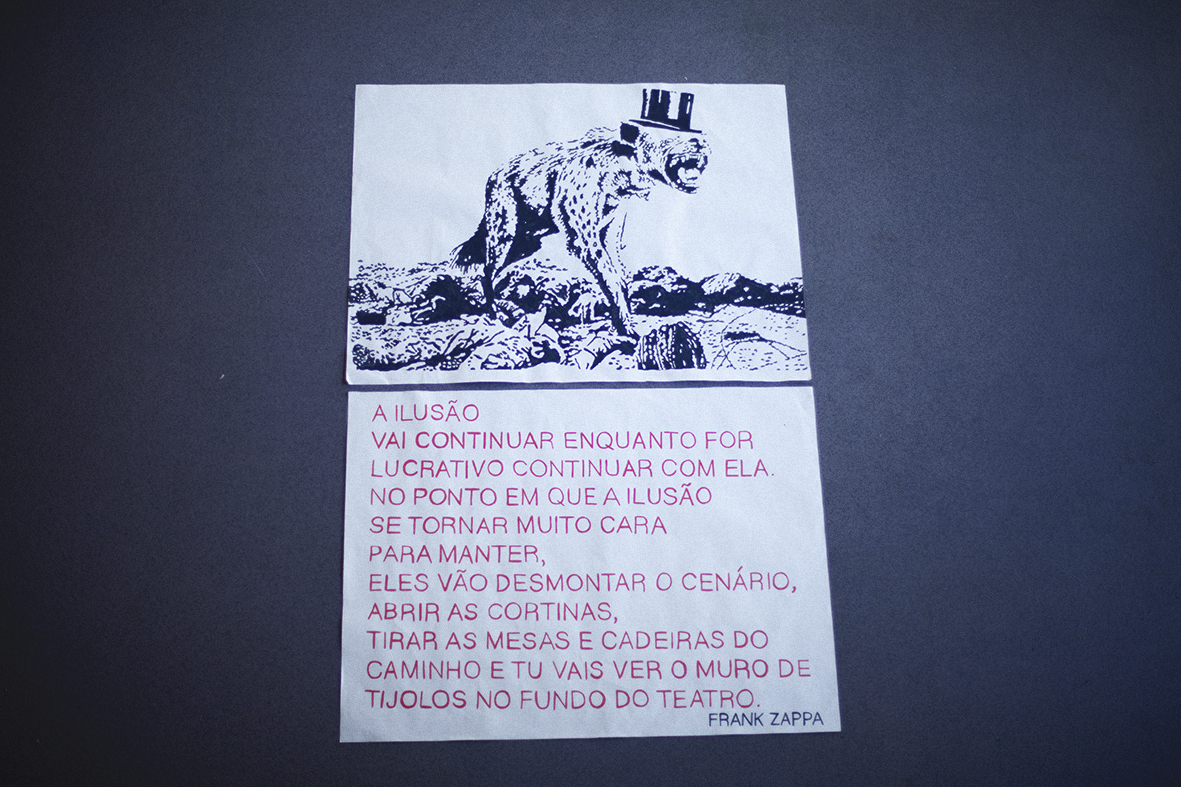 A ILUSÃO
VAI CONTINUAR ENQUANTO FOR
LUCRATIVO CONTINUAR COM ELA.
NO PONTO EM QUE A ILUSÃO
SE TORNAR MUITO CARA
PARA MANTER,
ELES VÃO DESMONTAR O CENÁRIO,
ABRIR AS CORTINAS,
TIRAR AS MESAS E CADEIRAS DO
CAMINHO E TU VAIS VER O MURO DE
TIJOLOS NO FUNDO DO TEATRO.
FRANK ZAPPA